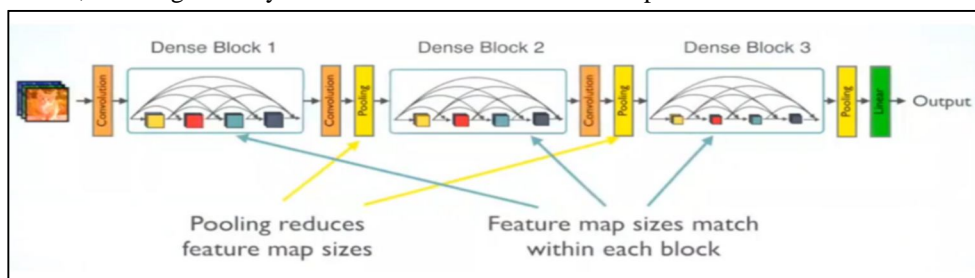 Dense Block 1
Dense Block 2
Dense Block 3
Convolution
Convolution
Pooling
Convolution
Pooling
Pooling
Linear
Output
Pooling reduces
feature map sizes
Feature map sizes match
within each block